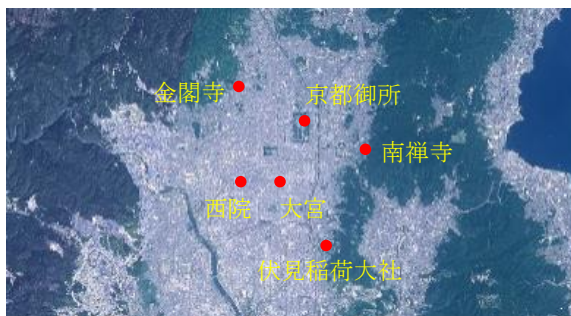 金閣寺
京都御所
南禅寺
西院
大宮
伏見稲荷大社